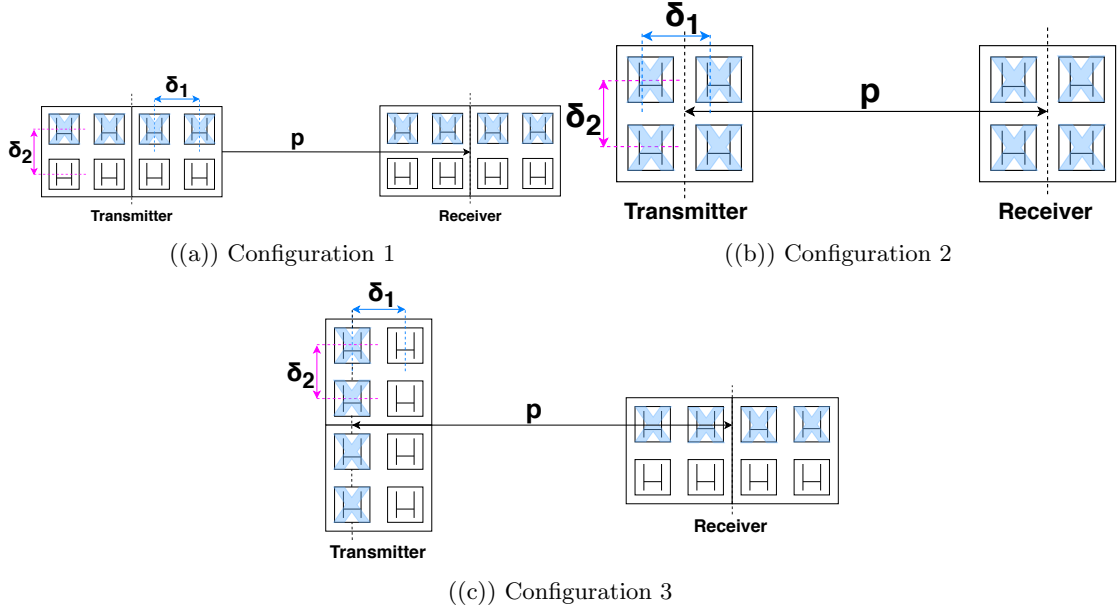 δ1
δ2
p
Transmitter
Receiver
((a)) Configuration 1
δ1
δ2
p
Transmitter
Receiver
((b)) Configuration 2
δ1
δ2
p
Transmitter
Receiver
((c)) Configuration 3